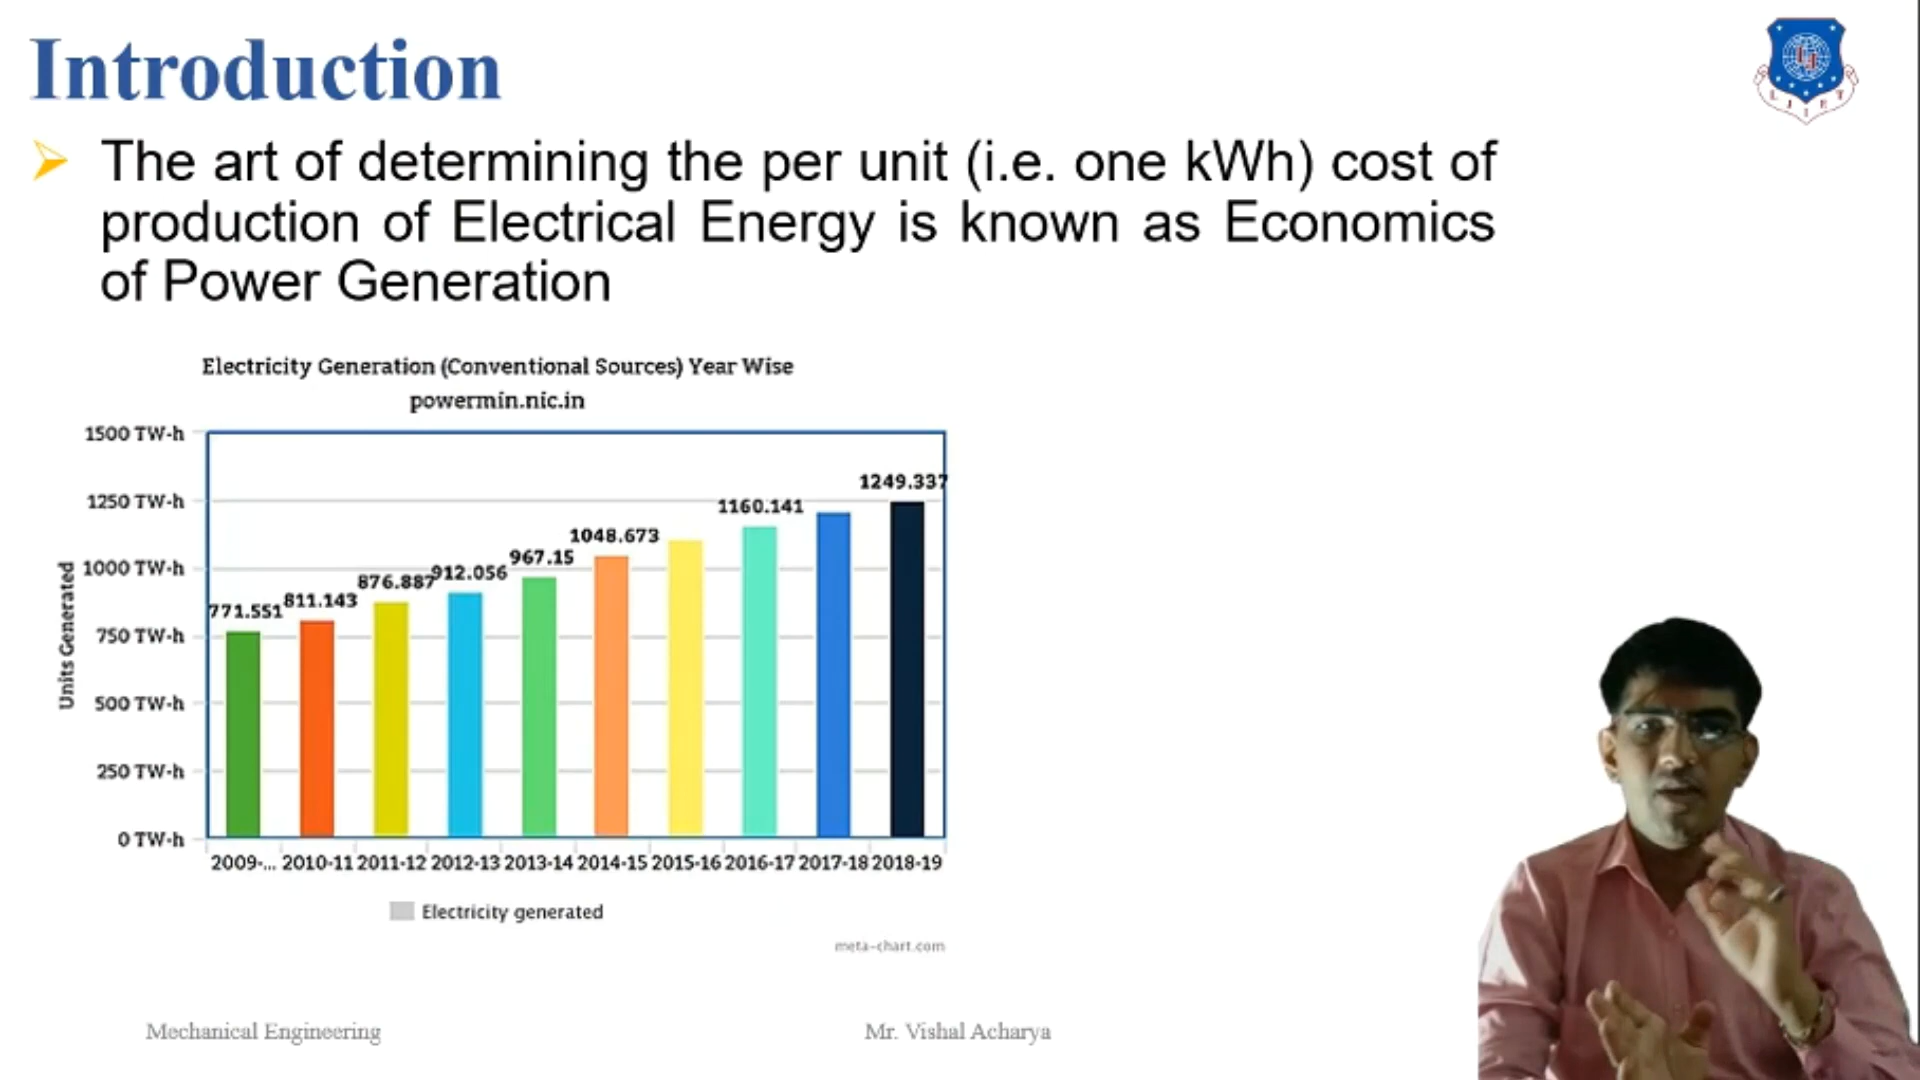 Introduction
The art of determining the per unit (i.e. one kWh) cost of
production of Electrical Energy is known as Economics
of Power Generation
Electricity Generation (Conventional Sources) Year Wise
powermin.nic.in
1500 TW-h
1250 TW-h
1000 TW-h
750 TW-h
500 TW-h
250 TW-h
0 TW-h
Units Generated
771.551
811.143
876.887
912.056
967.15
1048.673
1160.141
1249.337
2009-... 2010-11 2011-12 2012-13 2013-14 2014-15 2015-16 2016-17 2017-18 2018-19
Electricity generated
meta-chart.com
Mechanical Engineering
Mr. Vishal Acharya
L J I E T